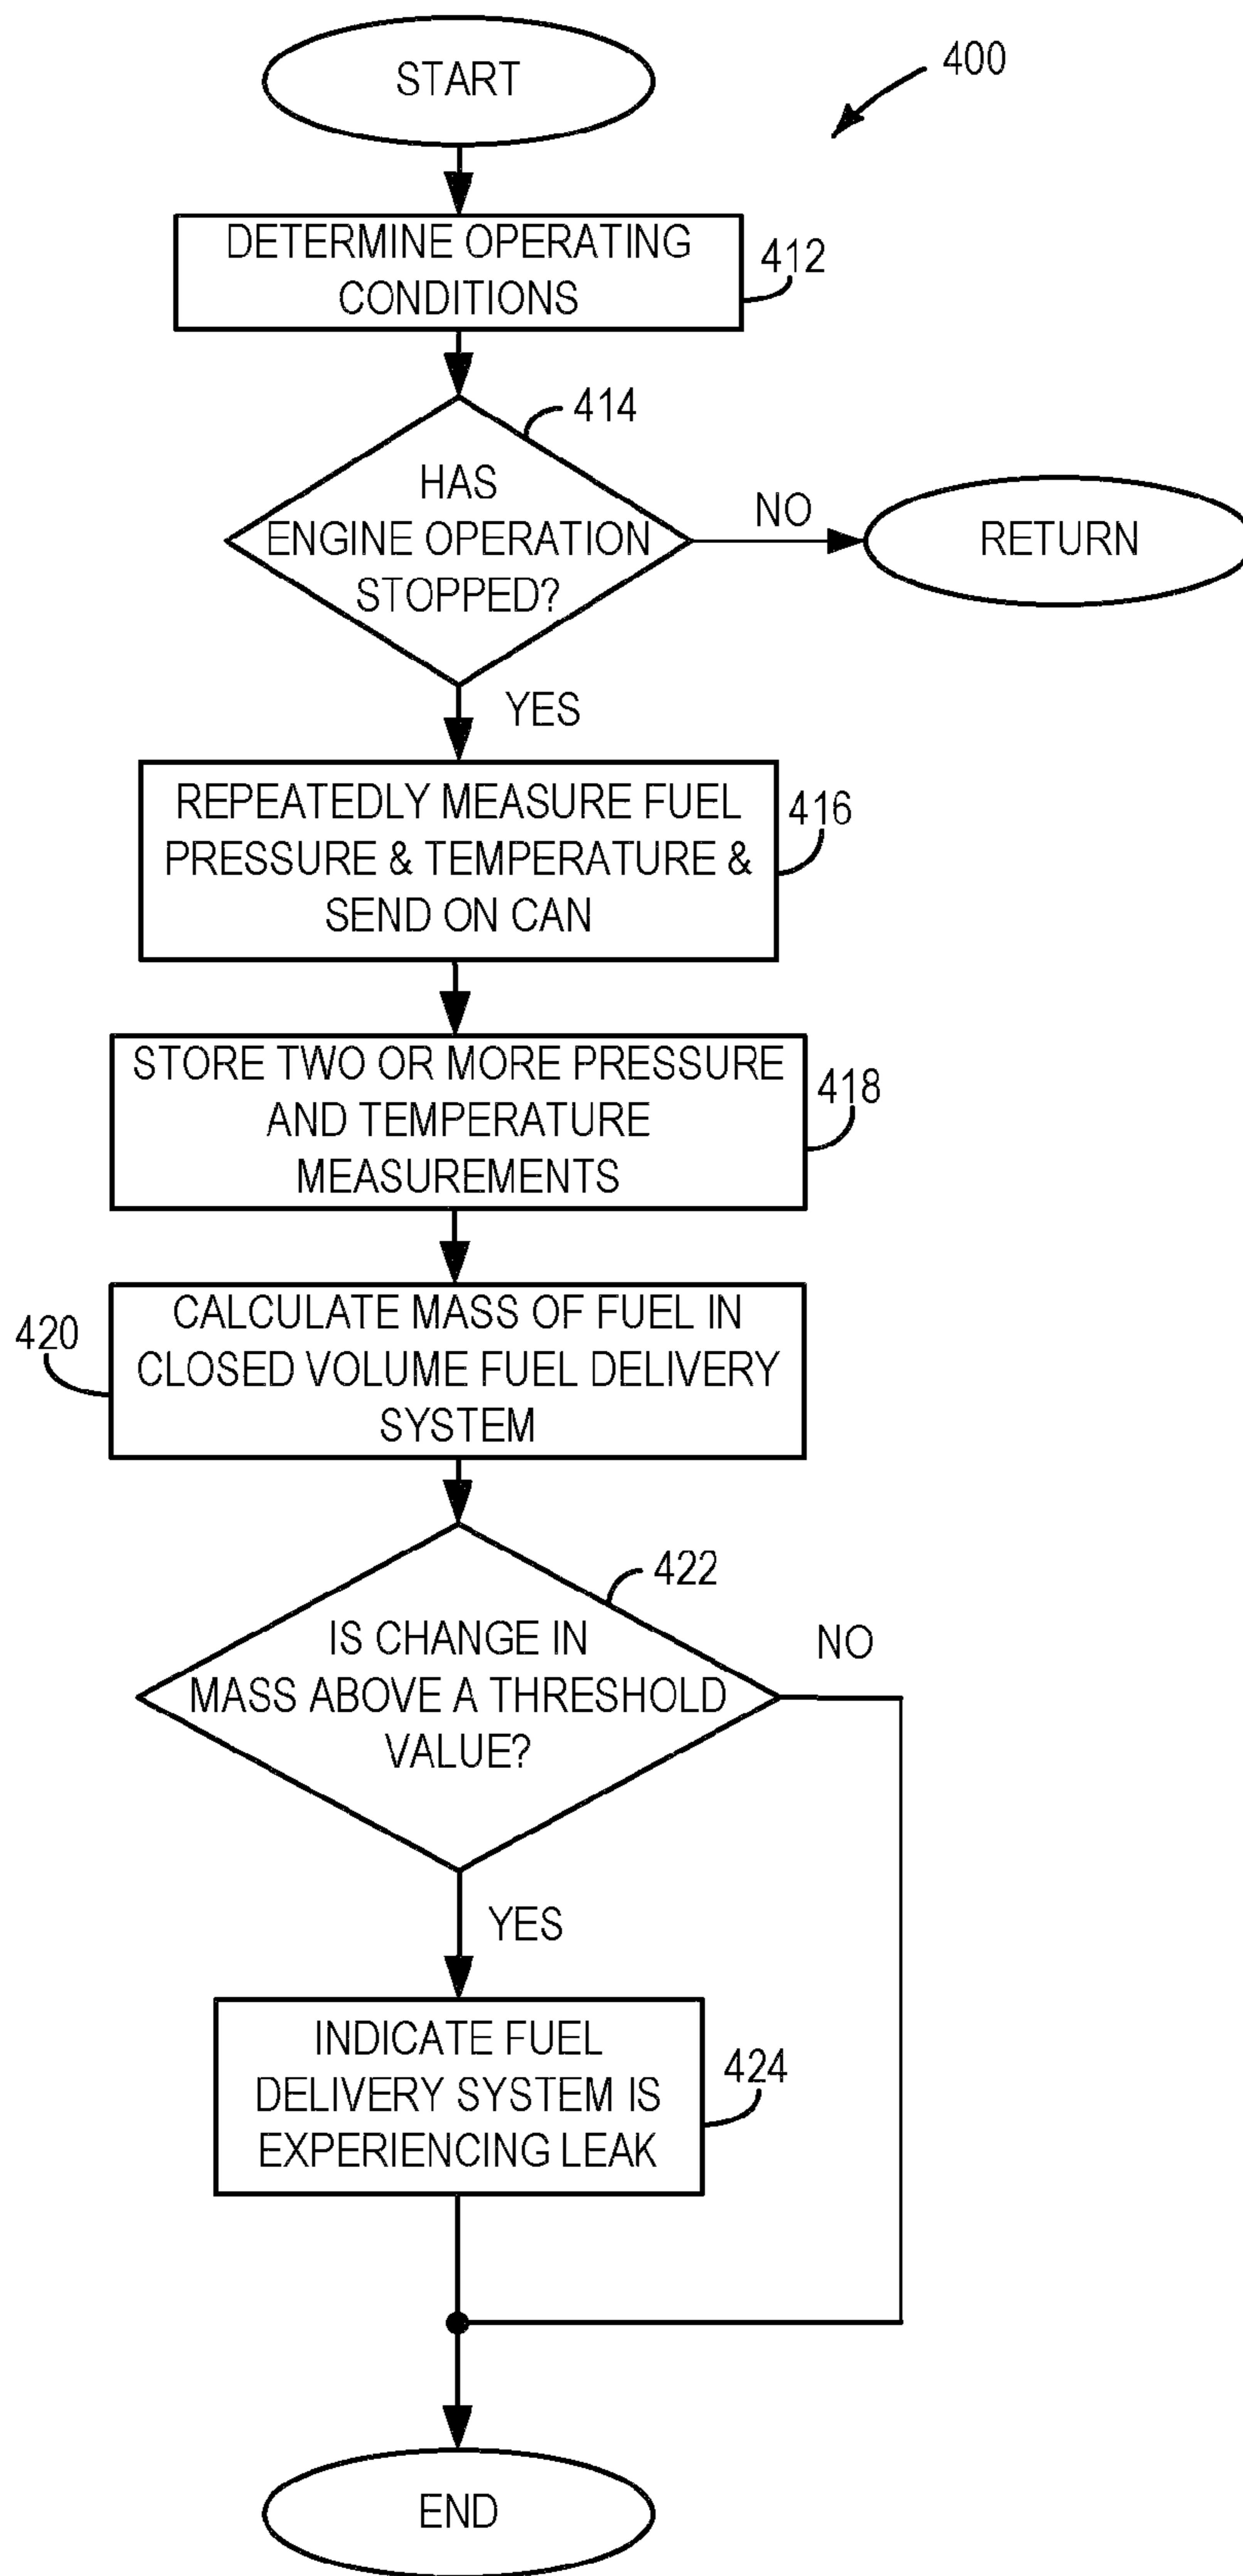 START
400
DETERMINE OPERATING
CONDITIONS
412
414
HAS
ENGINE OPERATION
STOPPED?
NO
RETURN
YES
REPEATEDLY MEASURE FUEL
PRESSURE & TEMPERATURE &
SEND ON CAN
416
STORE TWO OR MORE PRESSURE
AND TEMPERATURE
MEASUREMENTS
418
420
CALCULATE MASS OF FUEL IN
CLOSED VOLUME FUEL DELIVERY
SYSTEM
422
IS CHANGE IN
MASS ABOVE A THRESHOLD
VALUE?
NO
YES
INDICATE FUEL
DELIVERY SYSTEM IS
EXPERIENCING LEAK
424
END